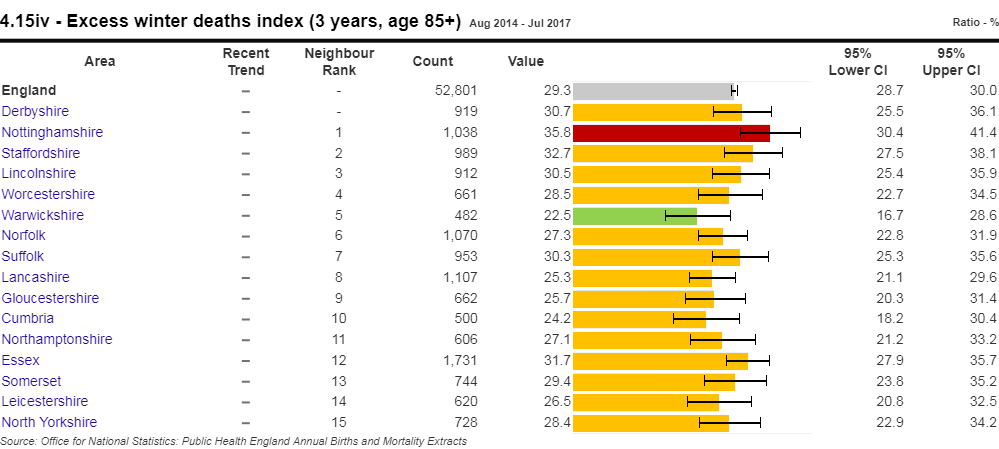 4.15iv - Excess winter deaths index (3 years, age 85+) Aug 2014 - Jul 2017 Ratio - %
Area Recent Trend Neighbour Rank Count Value 95% Lower CI 95% Upper CI
England – - 52,801 29.3 28.7 30.0
Derbyshire – - 919 30.7 25.5 36.1
Nottinghamshire – 1 1,038 35.8 30.4 41.4
Staffordshire – 2 989 32.7 27.5 38.1
Lincolnshire – 3 912 30.5 25.4 35.9
Worcestershire – 4 661 28.5 22.7 34.5
Warwickshire – 5 482 22.5 16.7 28.6
Norfolk – 6 1,070 27.3 22.8 31.9
Suffolk – 7 953 30.3 25.3 35.6
Lancashire – 8 1,107 25.3 21.1 29.6
Gloucestershire – 9 662 25.7 20.3 31.4
Cumbria – 10 500 24.2 18.2 30.4
Northamptonshire – 11 606 27.1 21.2 33.2
Essex – 12 1,731 31.7 27.9 35.7
Somerset – 13 744 29.4 23.8 35.2
Leicestershire – 14 620 26.5 20.8 32.5
North Yorkshire – 15 728 28.4 22.9 34.2
Source: Office for National Statistics: Public Health England Annual Births and Mortality Extracts